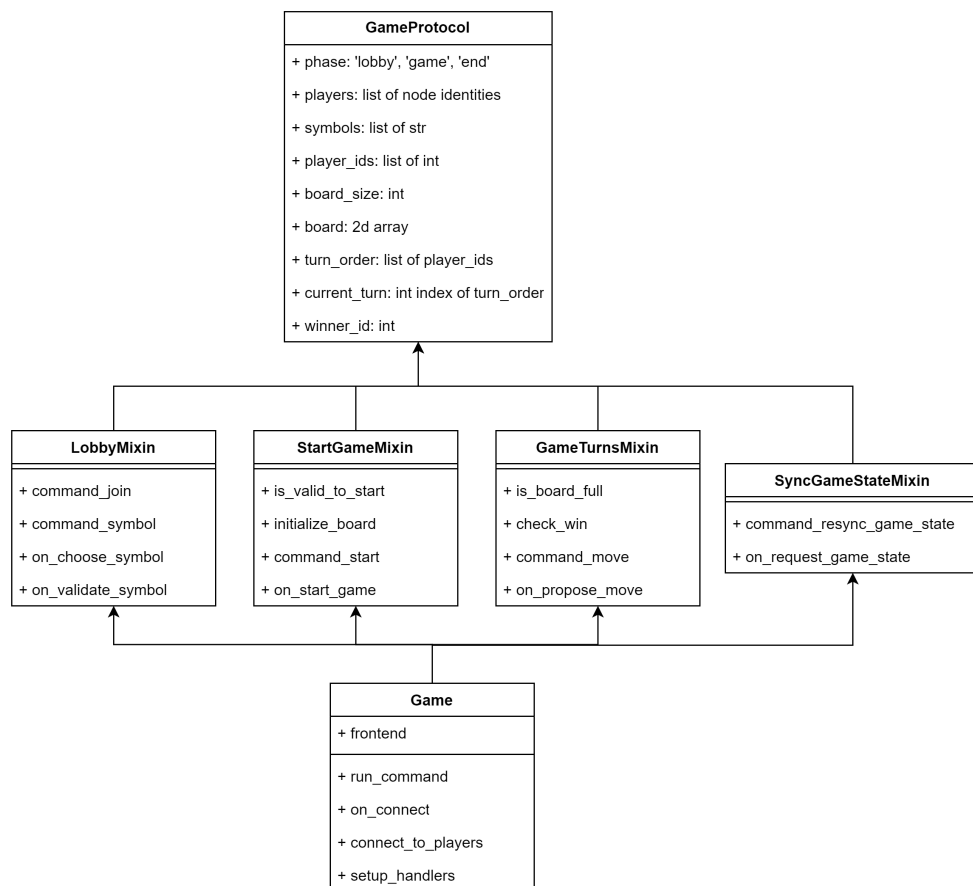 GameProtocol
+ phase: 'lobby', 'game', 'end'
+ players: list of node identities
+ symbols: list of str
+ player_ids: list of int
+ board_size: int
+ board: 2d array
+ turn_order: list of player_ids
+ current_turn: int index of turn_order
+ winner_id: int
LobbyMixin
+ command_join
+ command_symbol
+ on_choose_symbol
+ on_validate_symbol
StartGameMixin
+ is_valid_to_start
+ initialize_board
+ command_start
+ on_start_game
GameTurnsMixin
+ is_board_full
+ check_win
+ command_move
+ on_propose_move
SyncGameStateMixin
+ command_resync_game_state
+ on_request_game_state
Game
+ frontend
+ run_command
+ on_connect
+ connect_to_players
+ setup_handlers